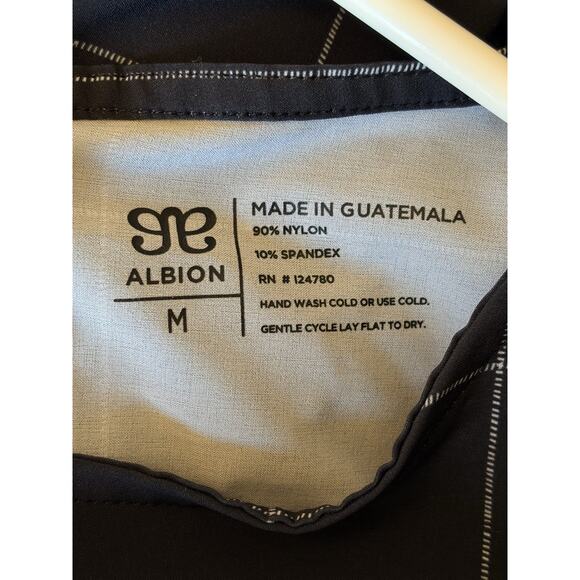 ALBION
M
MADE IN GUATEMALA
90% NYLON
10% SPANDEX
RN # 124780
HAND WASH COLD OR USE COLD.
GENTLE CYCLE LAY FLAT TO DRY.